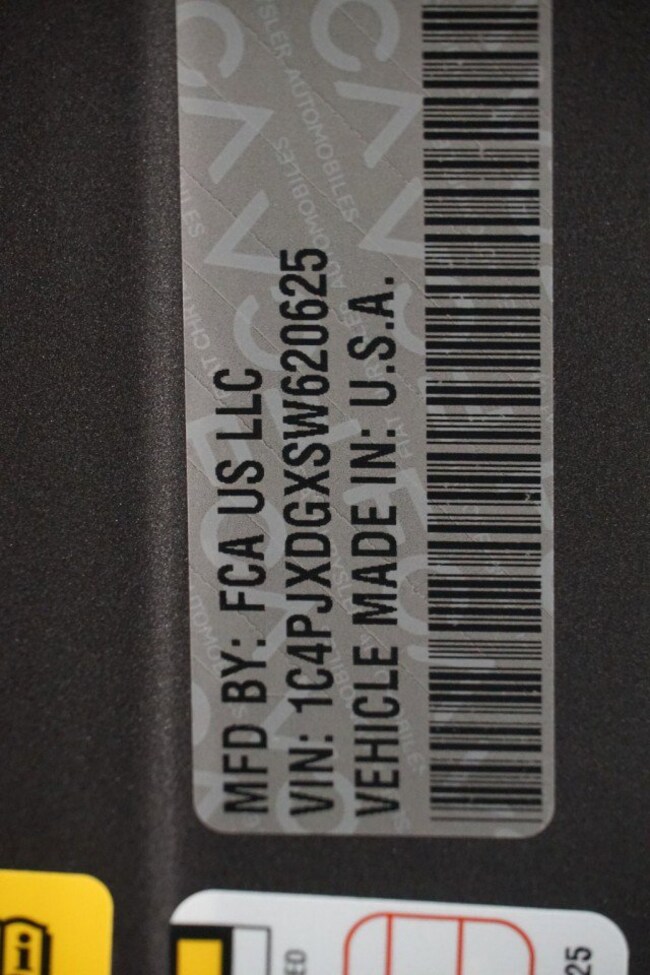 MFD BY: FCA US LLC
VIN: 1C4PJXDGXSW620625
VEHICLE MADE IN: U.S.A.